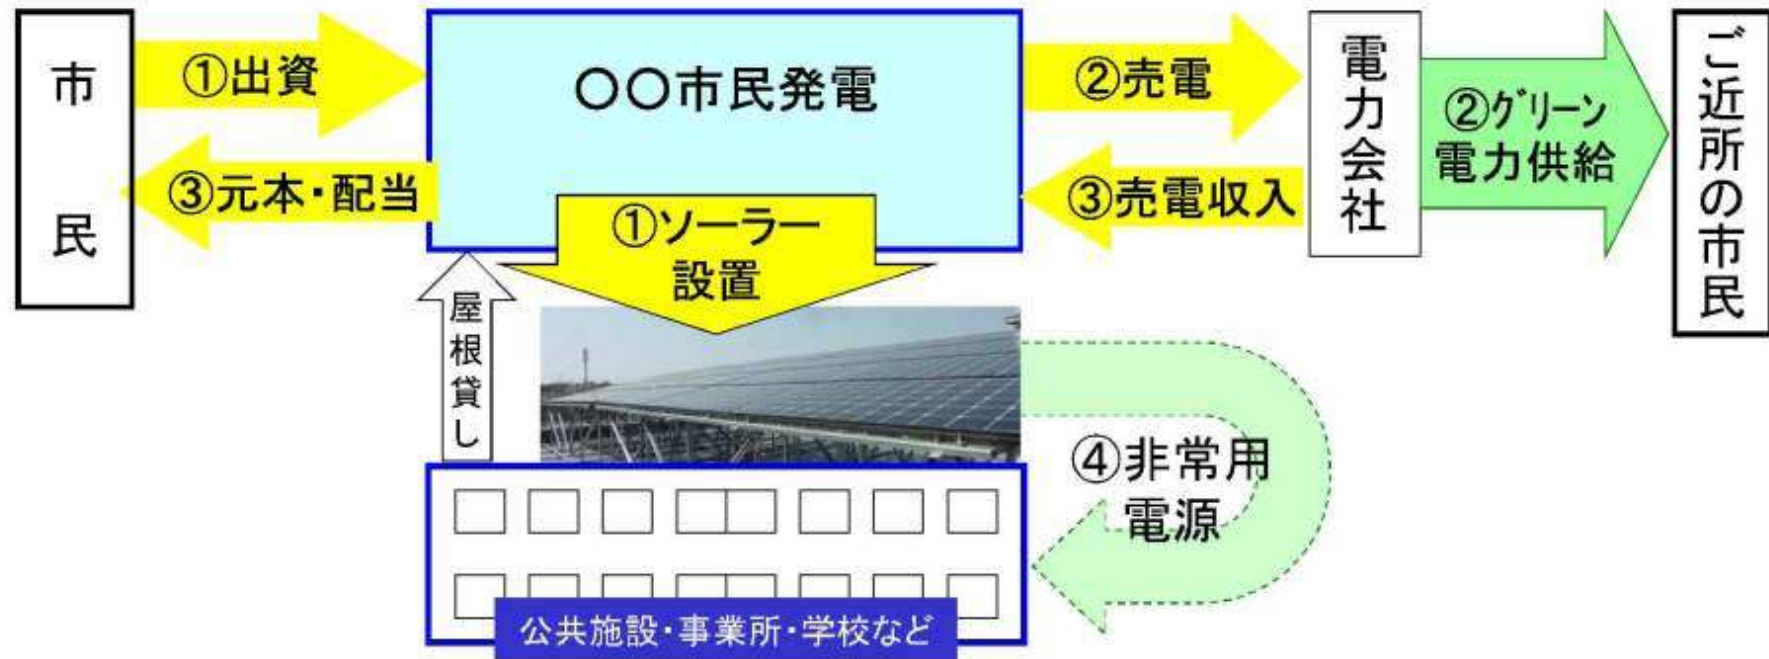 市民
①出資
③元本・配当
〇〇市民発電
①ソーラー
設置
②売電
③売電収入
電力会社
②グリーン
電力供給
ご近所の市民
屋根貸し
④非常用
電源
公共施設・事業所・学校など